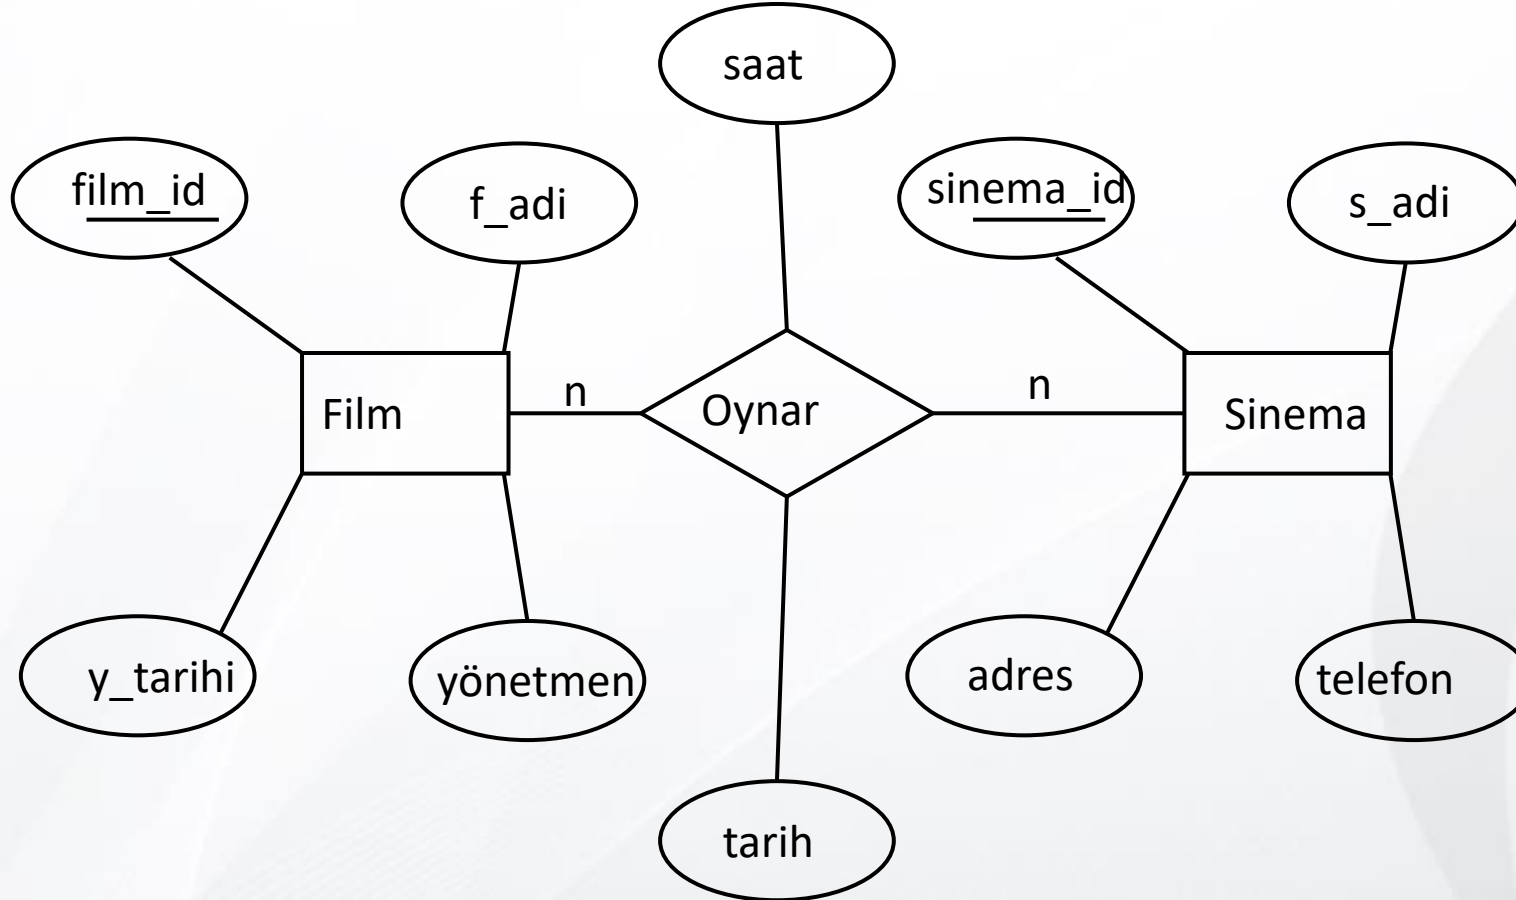 saat
film_id
f_adi
sinema_id
s_adi
n
n
Film
Oynar
Sinema
y_tarihi
yönetmen
adres
telefon
tarih